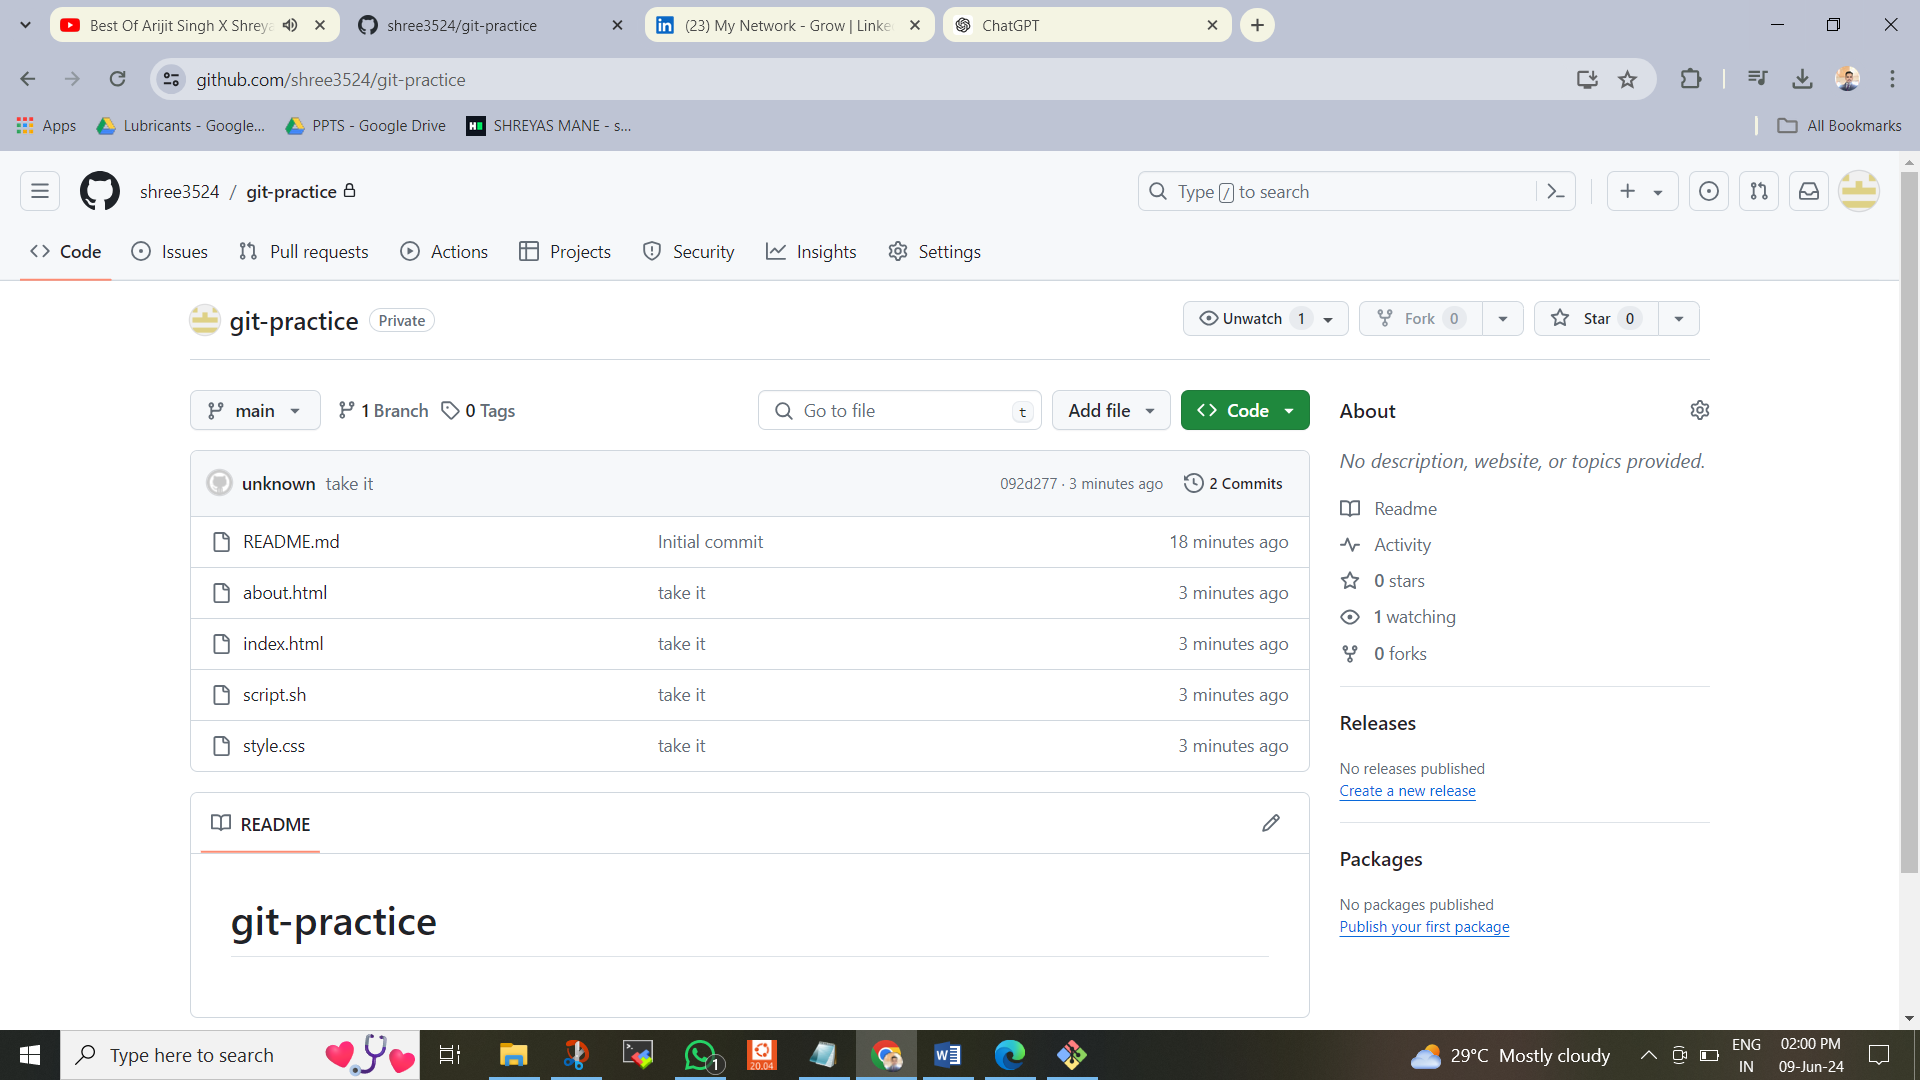 Best Of Arijit Singh X Shreya
shree3524/git-practice
(23) My Network - Grow | Linke
ChatGPT
github.com/shree3524/git-practice
Apps
Lubricants - Google...
PPTS - Google Drive
SHREYAS MANE - s...
All Bookmarks
shree3524 / git-practice
Type / to search
Code
Issues
Pull requests
Actions
Projects
Security
Insights
Settings
git-practice Private
Unwatch 1
Fork 0
Star 0
main
1 Branch
0 Tags
Go to file t
Add file
Code
About
No description, website, or topics provided.
unknown take it 092d277 · 3 minutes ago 2 Commits
README.md Initial commit 18 minutes ago
about.html take it 3 minutes ago
index.html take it 3 minutes ago
script.sh take it 3 minutes ago
style.css take it 3 minutes ago
Readme
Activity
0 stars
1 watching
0 forks
Releases
No releases published
Create a new release
Packages
No packages published
Publish your first package
README
git-practice
Type here to search
1
20.04
29°C Mostly cloudy
ENG
IN
02:00 PM
09-Jun-24